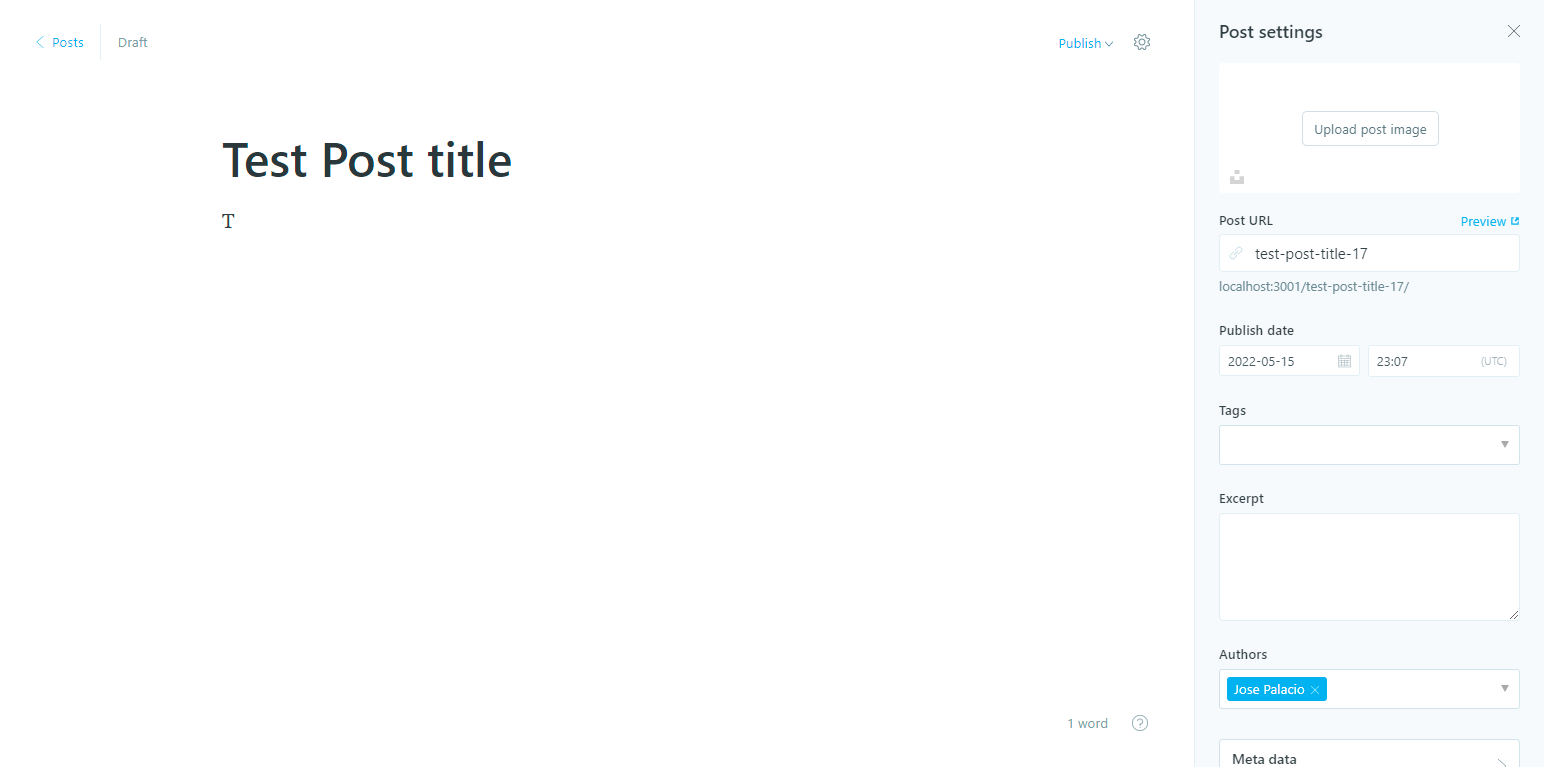 Posts
Draft
Publish
Test Post title
T
1 word
Post settings
Upload post image
Post URL
Preview
test-post-title-17
localhost:3001/test-post-title-17/
Publish date
2022-05-15
23:07
(UTC)
Tags
Excerpt
Authors
Jose Palacio
Meta data